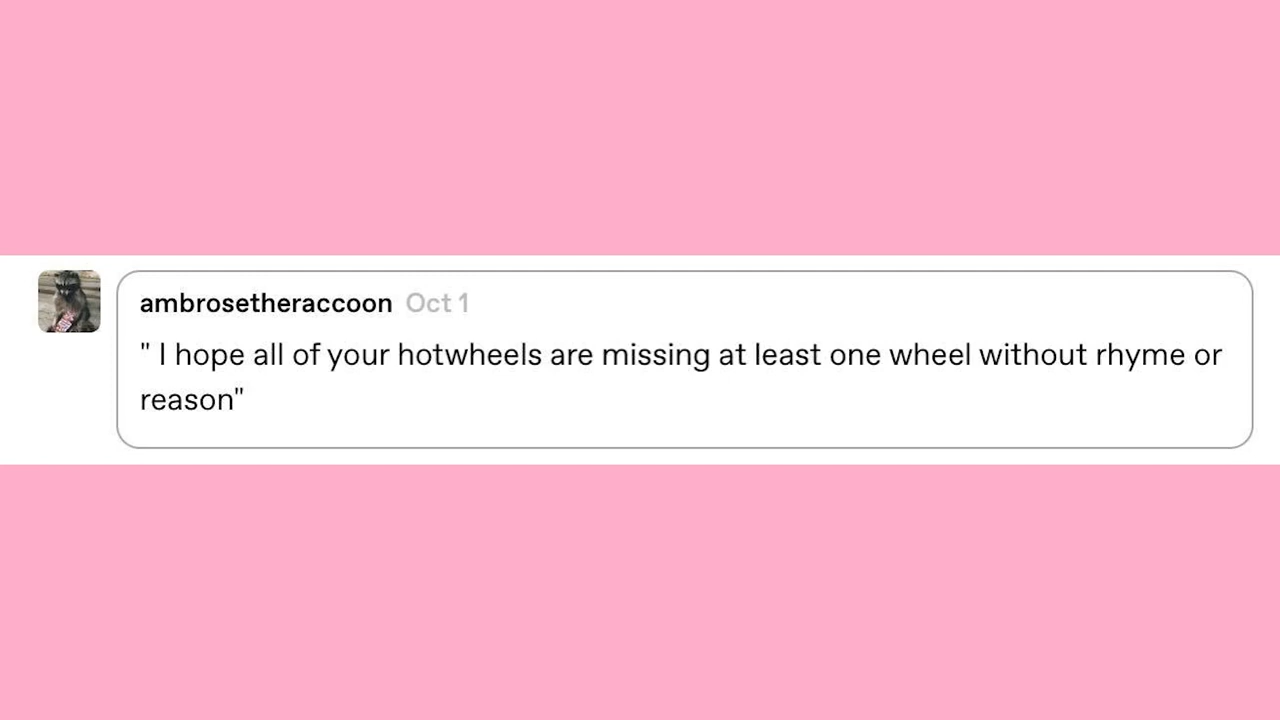 ambrosetheraccoon Oct 1
" I hope all of your hotwheels are missing at least one wheel without rhyme or
reason"